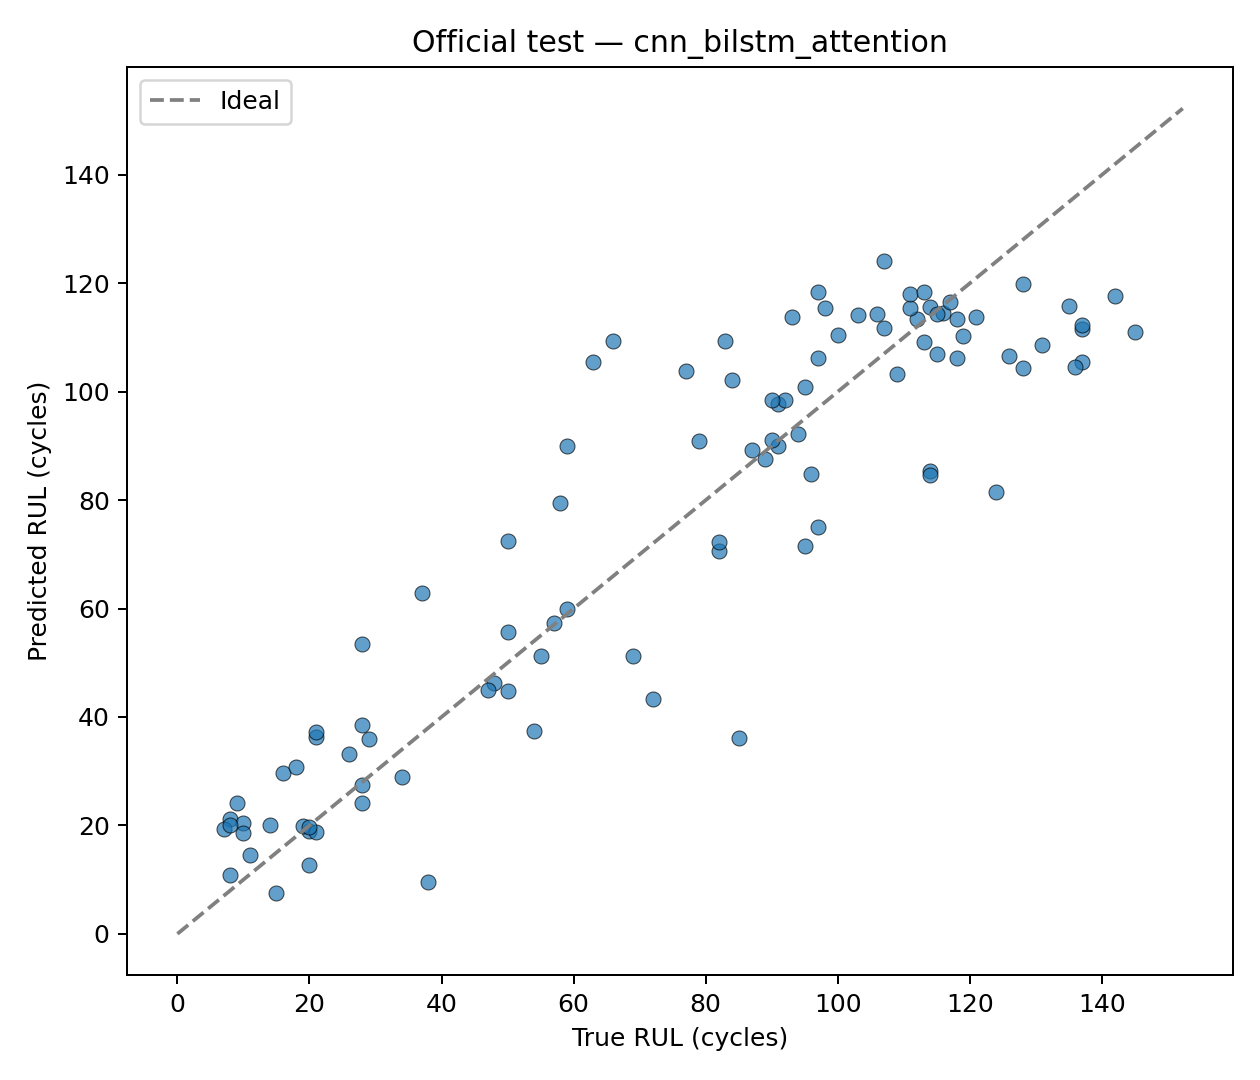 Official test — cnn_bilstm_attention
Ideal
Predicted RUL (cycles)
140
120
100
80
60
40
20
0
0 20 40 60 80 100 120 140
True RUL (cycles)